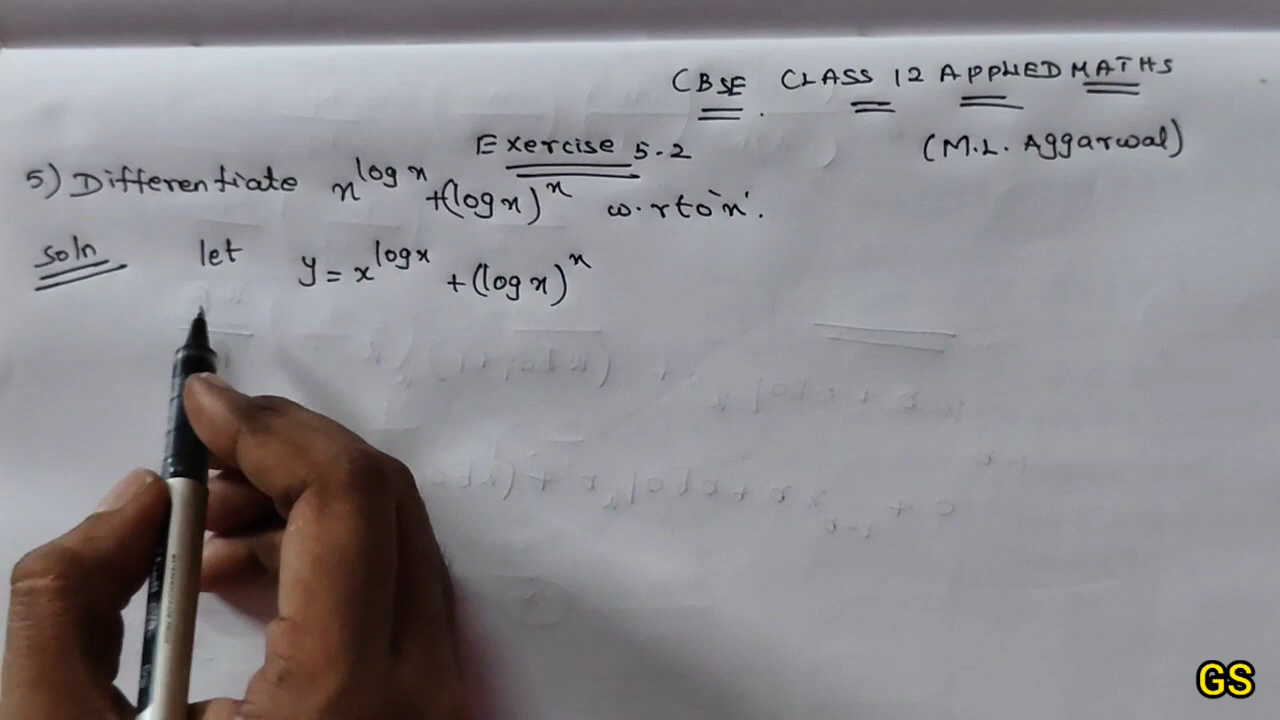 CBSE CLASS 12 APPLIED MATHS
Exercise 5.2 (M.L. Aggarwal)
5) Differentiate x^log x + (log x)^x w.r to 'x'.
Soln let y = x^log x + (log x)^x
GS